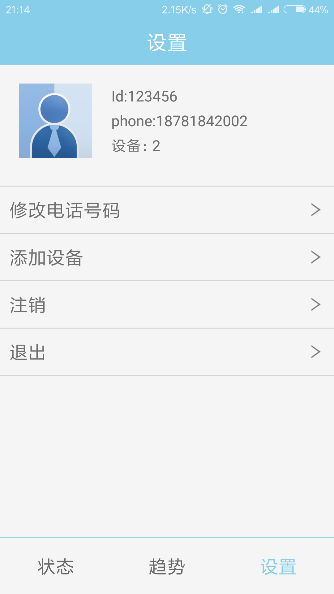 21:14 2.15K/s 44%
设置
Id:123456
phone:18781842002
设备: 2
修改电话号码
添加设备
注销
退出
状态 趋势 设置